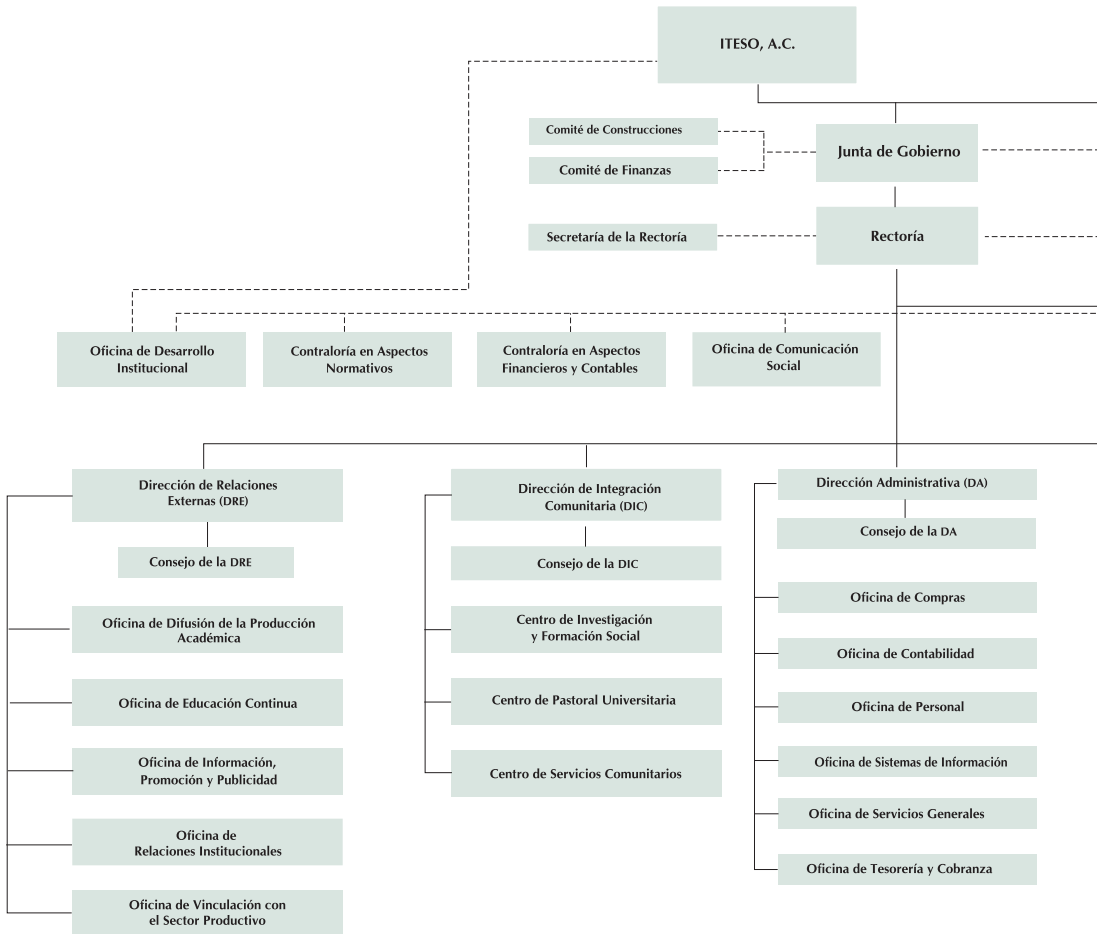 ITESO, A.C.
Comité de Construcciones
Comité de Finanzas
Junta de Gobierno
Secretaría de la Rectoría
Rectoría
Oficina de Desarrollo
Institucional
Contraloría en Aspectos
Normativos
Contraloría en Aspectos
Financieros y Contables
Oficina de Comunicación
Social
Dirección de Relaciones
Externas (DRE)
Consejo de la DRE
Oficina de Difusión de la Producción
Académica
Oficina de Educación Continua
Oficina de Información,
Promoción y Publicidad
Oficina de
Relaciones Institucionales
Oficina de Vinculación con
el Sector Productivo
Dirección de Integración
Comunitaria (DIC)
Consejo de la DIC
Centro de Investigación
y Formación Social
Centro de Pastoral Universitaria
Centro de Servicios Comunitarios
Dirección Administrativa (DA)
Consejo de la DA
Oficina de Compras
Oficina de Contabilidad
Oficina de Personal
Oficina de Sistemas de Información
Oficina de Servicios Generales
Oficina de Tesorería y Cobranza